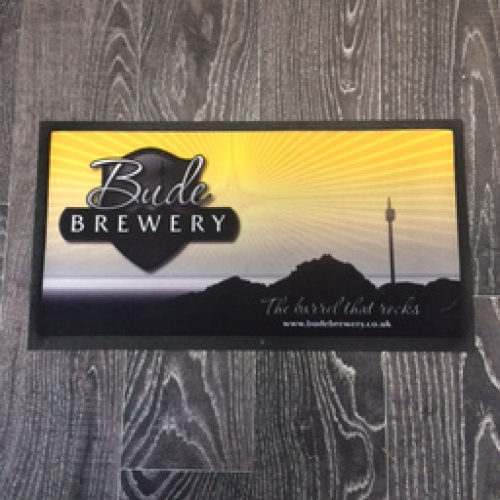 Bude
BREWERY
The barrel that rocks
www.budebrewery.co.uk